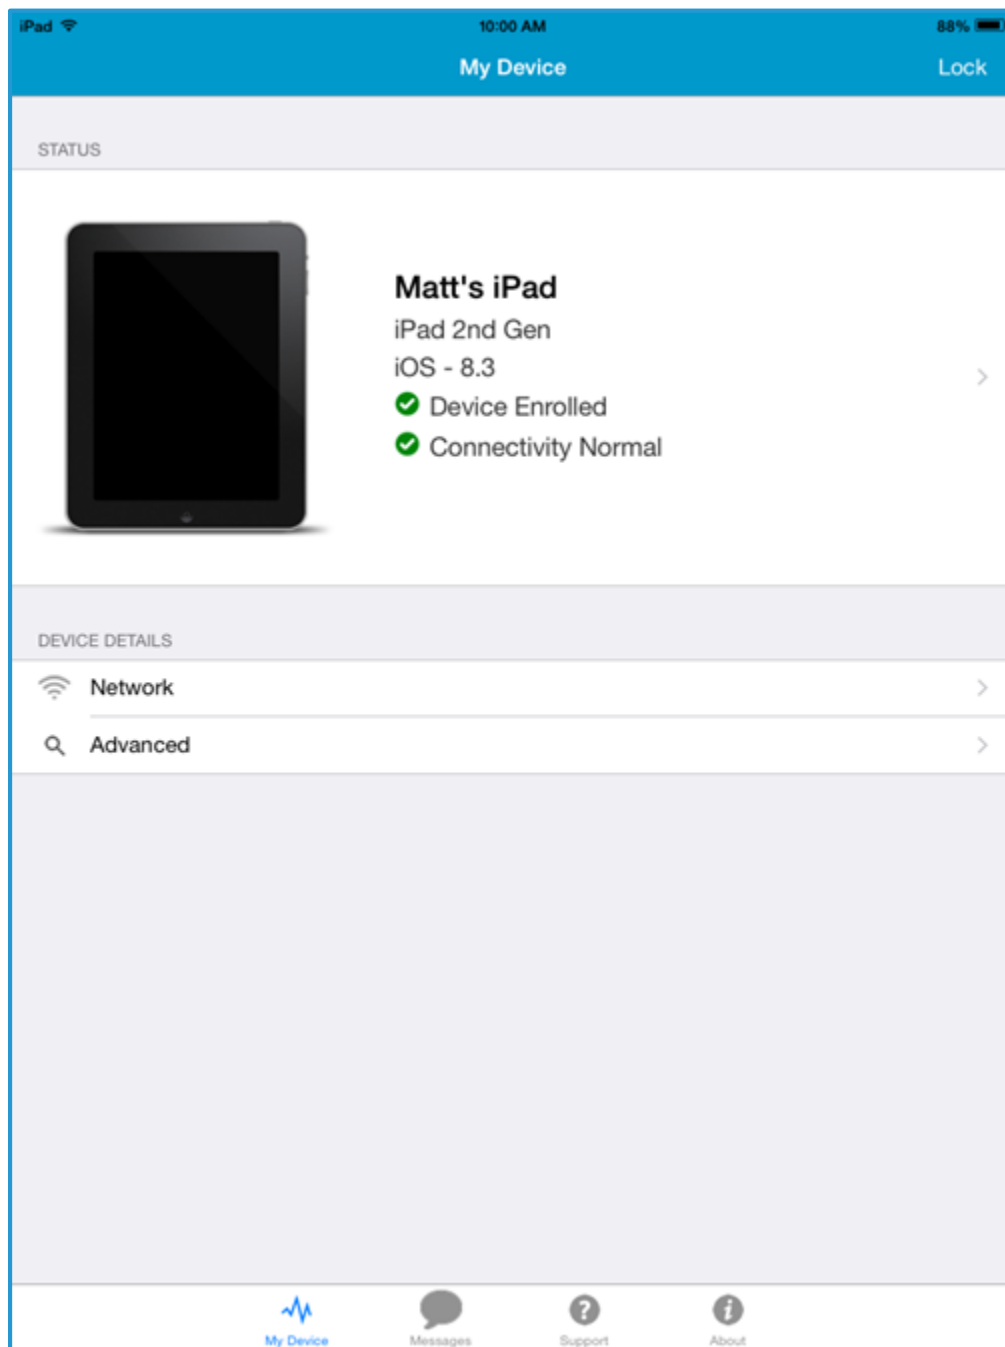 iPad 10:00 AM 88%
My Device Lock
STATUS
Matt's iPad
iPad 2nd Gen
iOS - 8.3
Device Enrolled
Connectivity Normal
DEVICE DETAILS
Network
Advanced
My Device Messages Support About